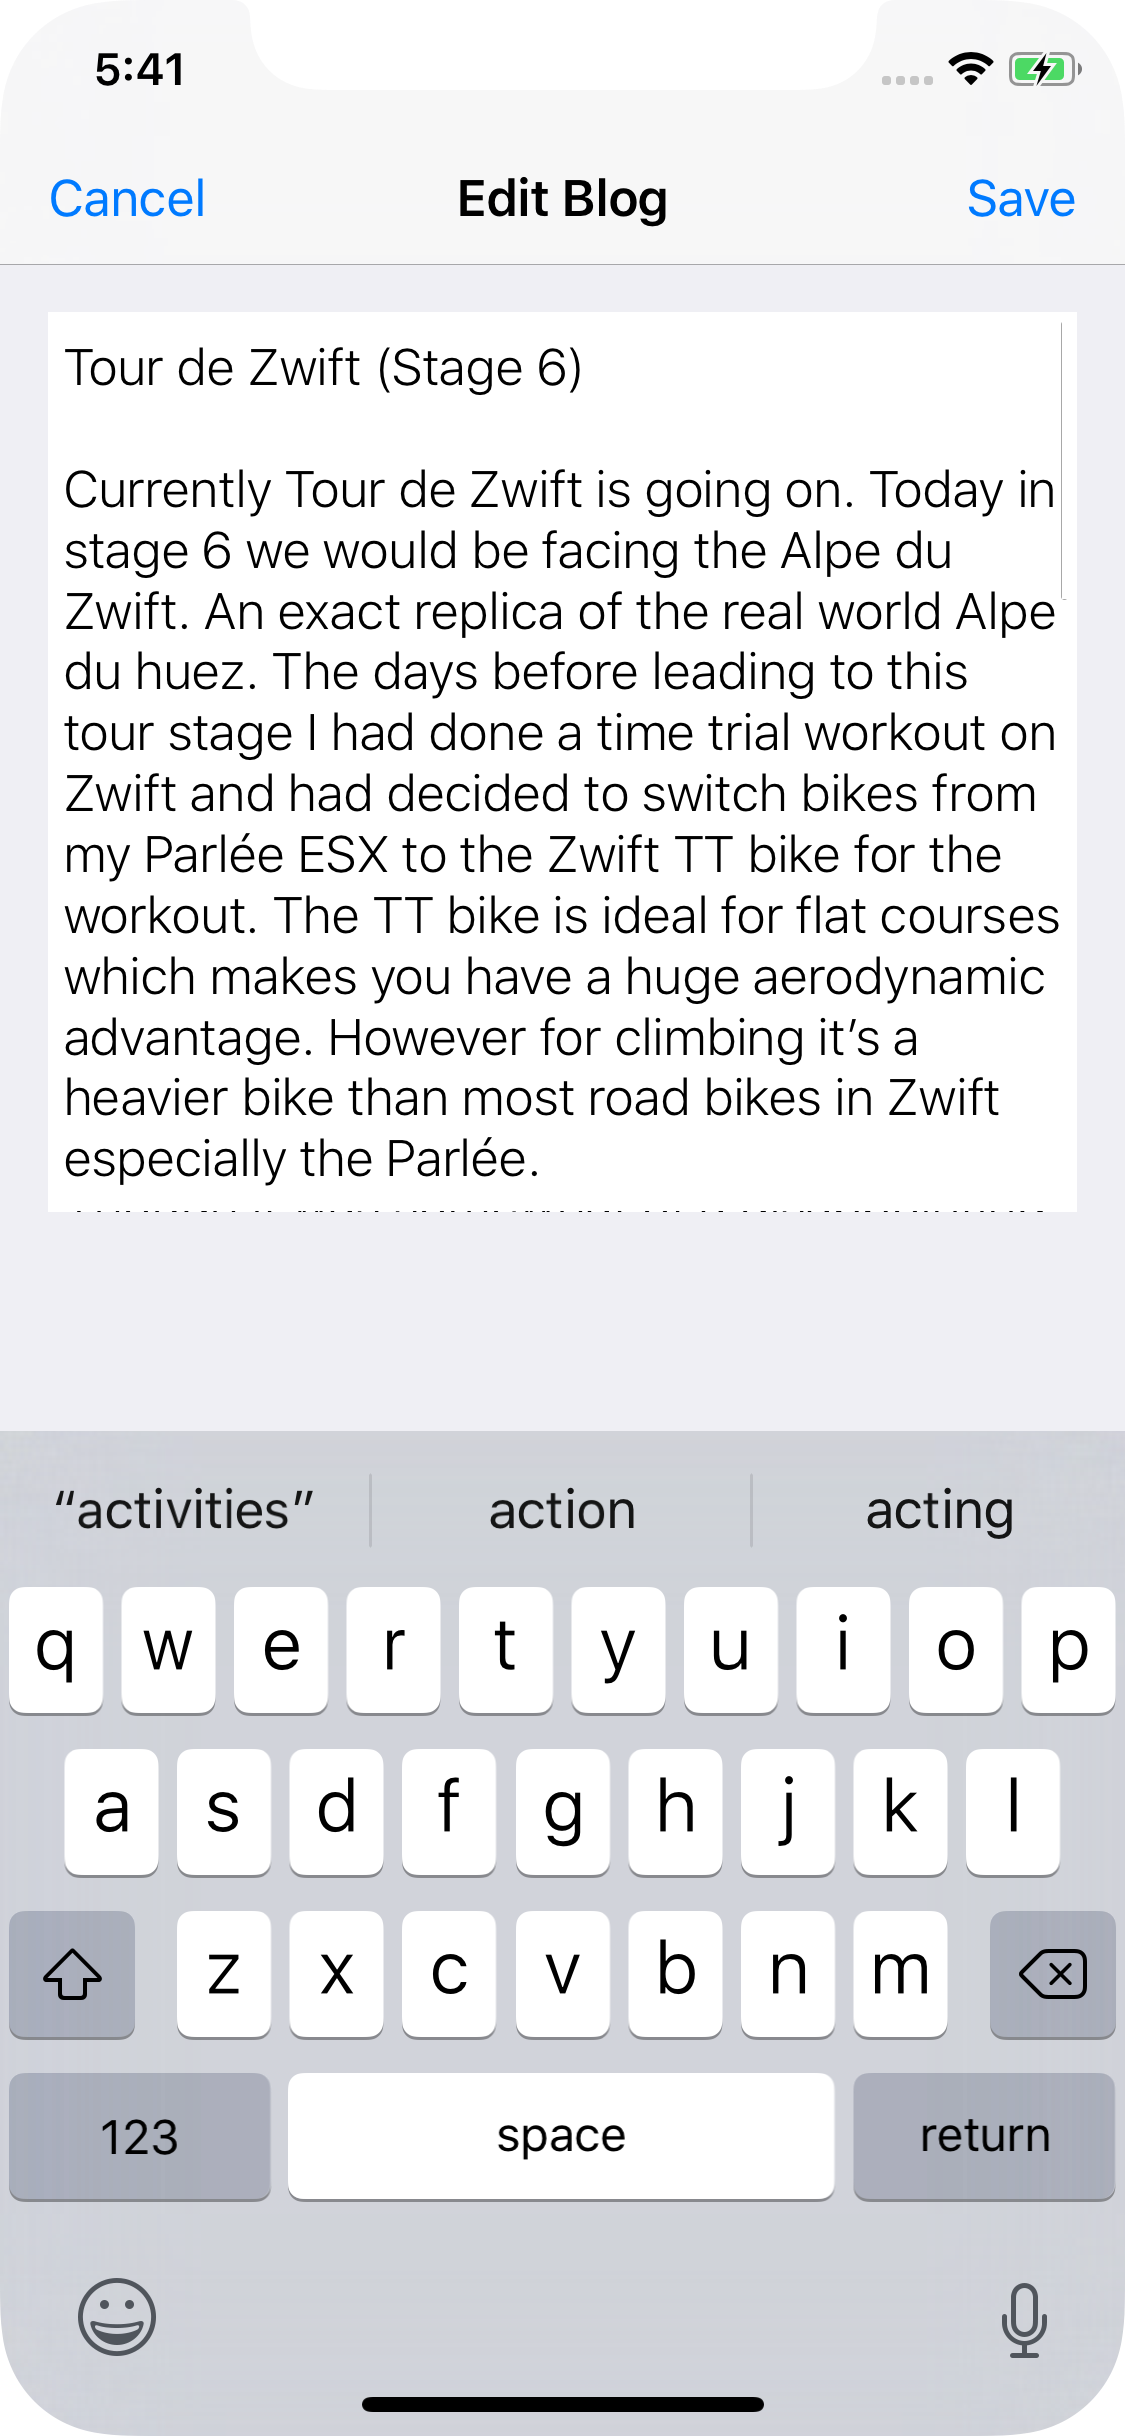 5:41
Cancel Edit Blog Save
Tour de Zwift (Stage 6)
Currently Tour de Zwift is going on. Today in
stage 6 we would be facing the Alpe du
Zwift. An exact replica of the real world Alpe
du huez. The days before leading to this
tour stage I had done a time trial workout on
Zwift and had decided to switch bikes from
my Parlée ESX to the Zwift TT bike for the
workout. The TT bike is ideal for flat courses
which makes you have a huge aerodynamic
advantage. However for climbing it’s a
heavier bike than most road bikes in Zwift
especially the Parlée.
“activities” action acting
q w e r t y u i o p
a s d f g h j k l
z x c v b n m
123 space return